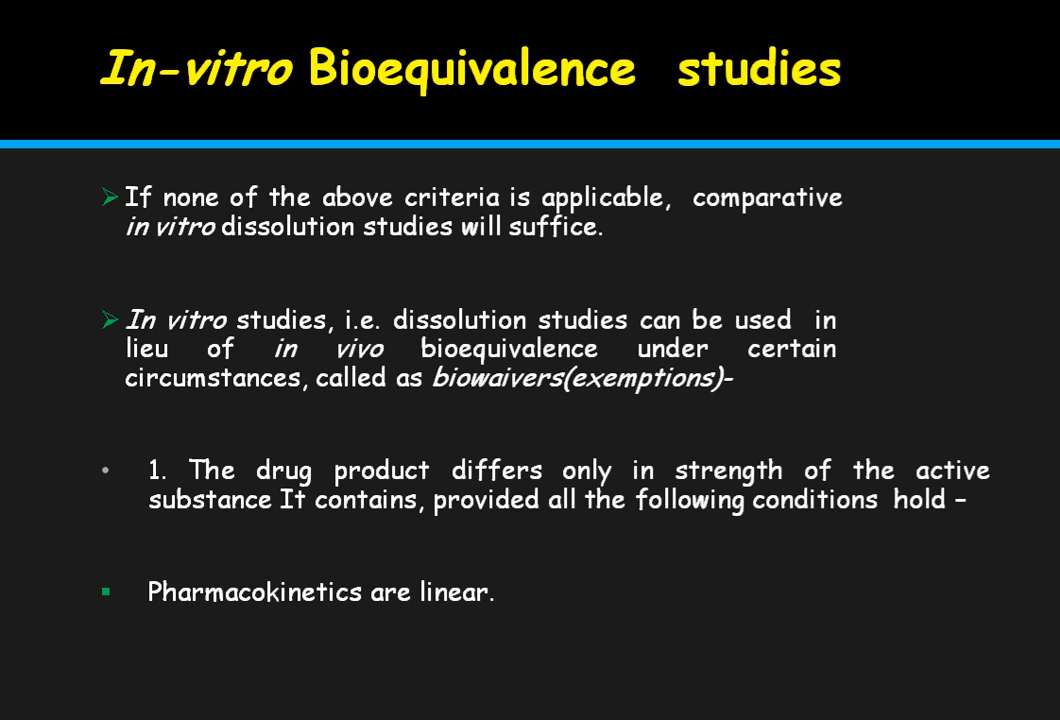 In-vitro Bioequivalence studies
If none of the above criteria is applicable, comparative
in vitro dissolution studies will suffice.
In vitro studies, i.e. dissolution studies can be used in
lieu of in vivo bioequivalence under certain
circumstances, called as biowaivers(exemptions)-
1. The drug product differs only in strength of the active
substance It contains, provided all the following conditions hold –
Pharmacokinetics are linear.